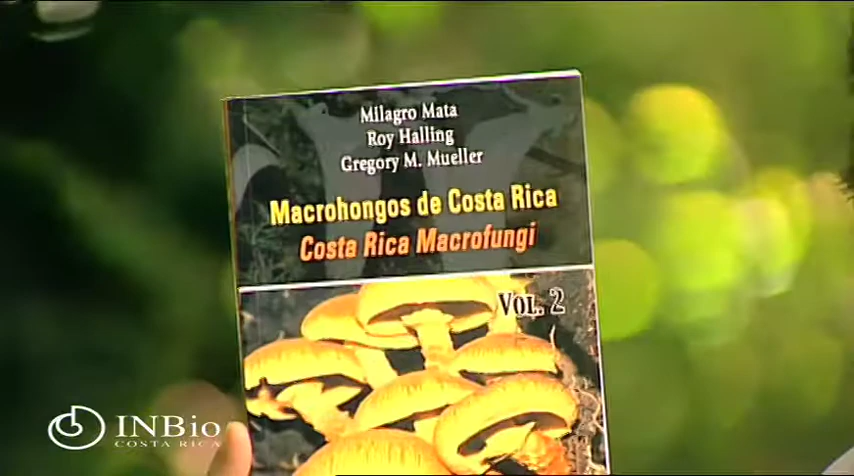 Milagro Mata
Roy Halling
Gregory M. Mueller
Macrohongos de Costa Rica
Costa Rica Macrofungi
Vol. 2
INBio
COSTA RICA